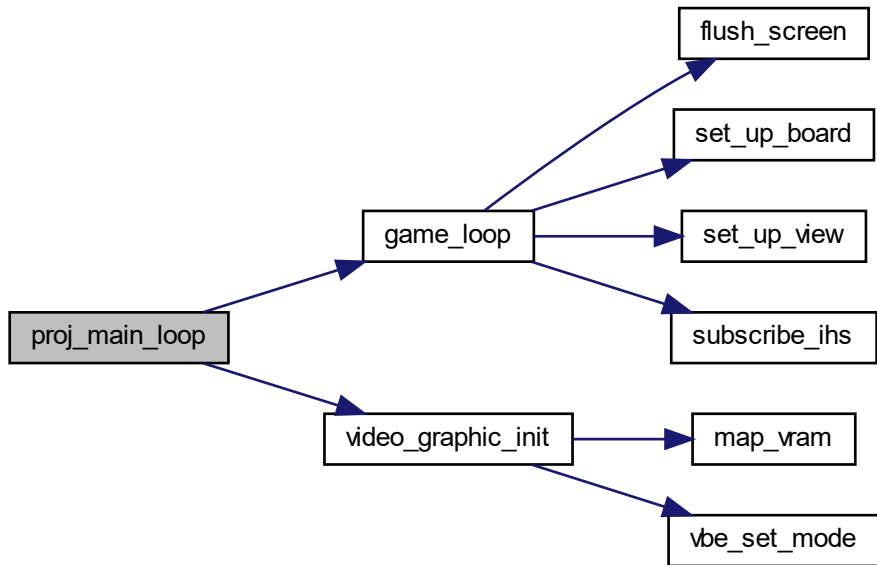 flush_screen
set_up_board
game_loop
set_up_view
proj_main_loop
subscribe_ihs
video_graphic_init
map_vram
vbe_set_mode